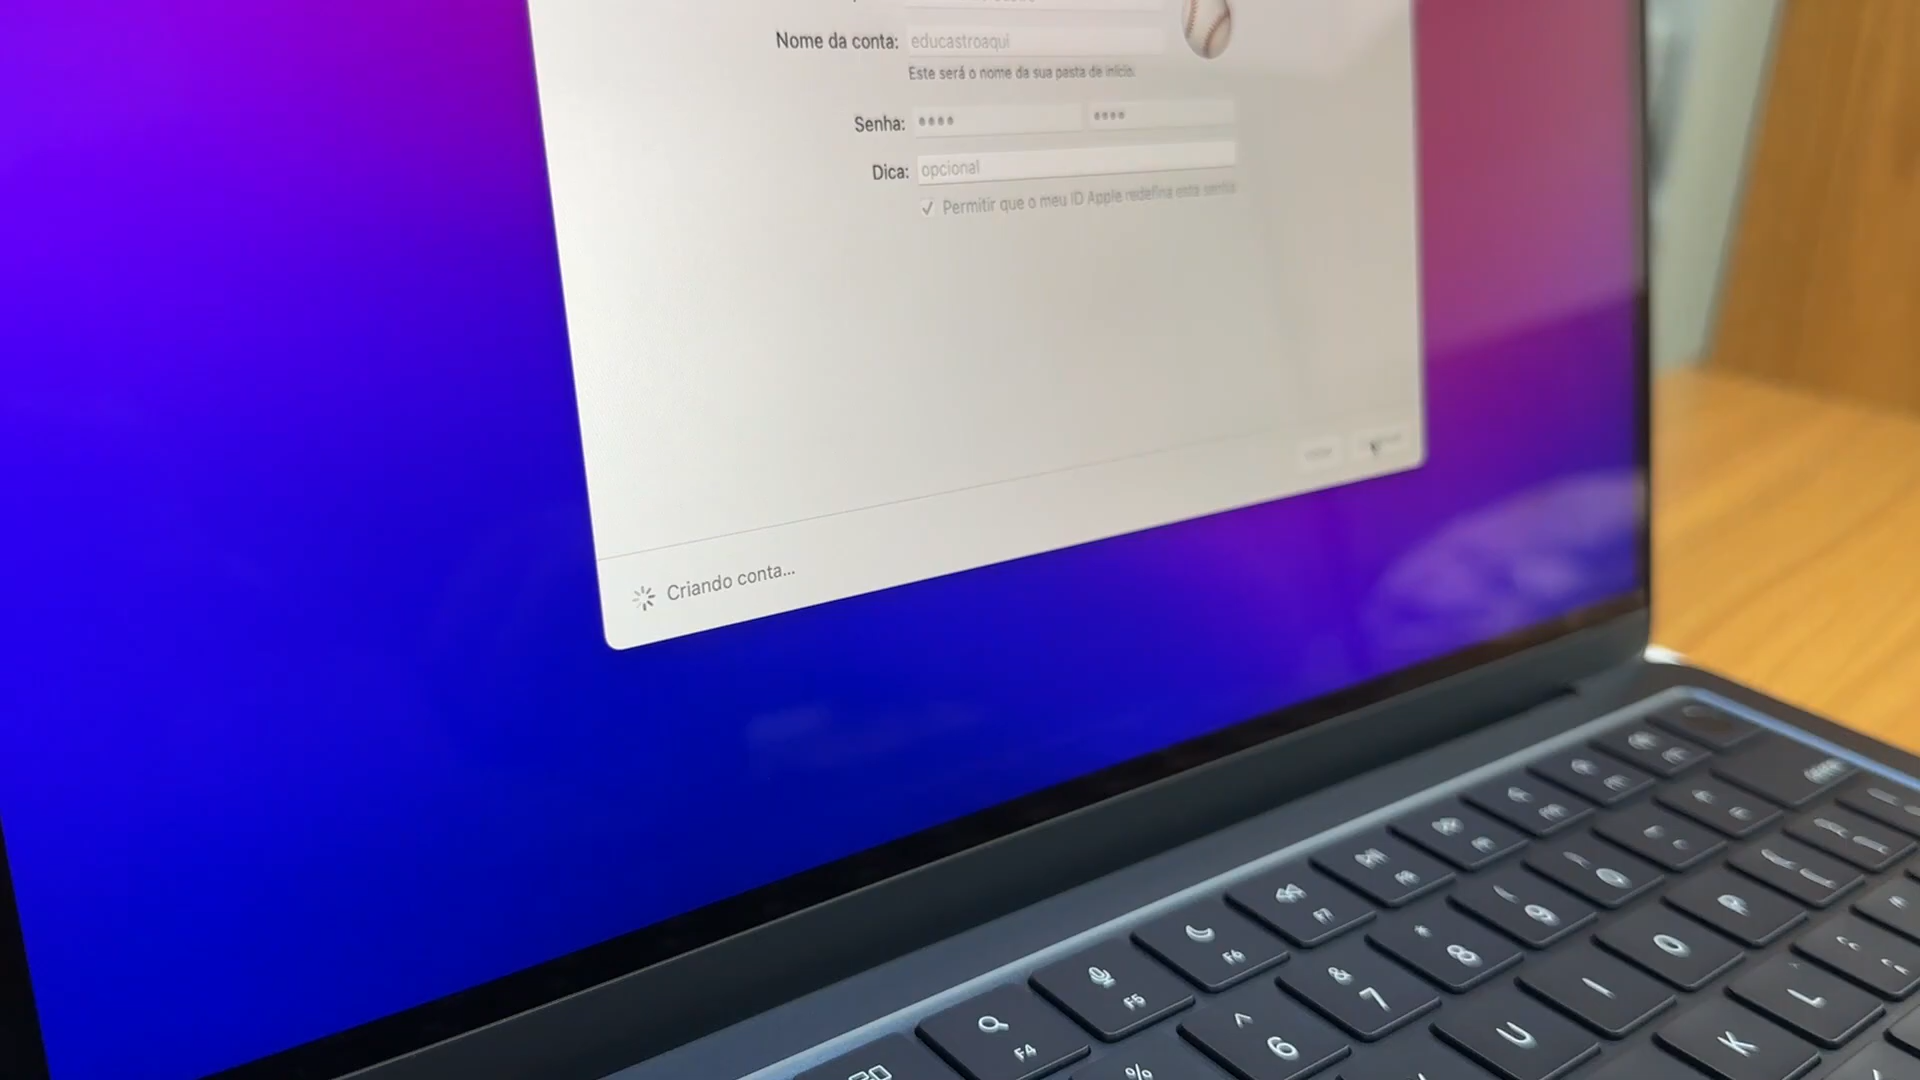 Nome da conta: educastroaqui
Este será o nome da sua pasta de início.
Senha: •••• ••••
Dica: opcional
✓ Permitir que o meu ID Apple redefina esta senha
Criando conta...
F7
F6
F5
F4
* 8
( 9
& 7
^ 6
%
P
O
I
U
L
K